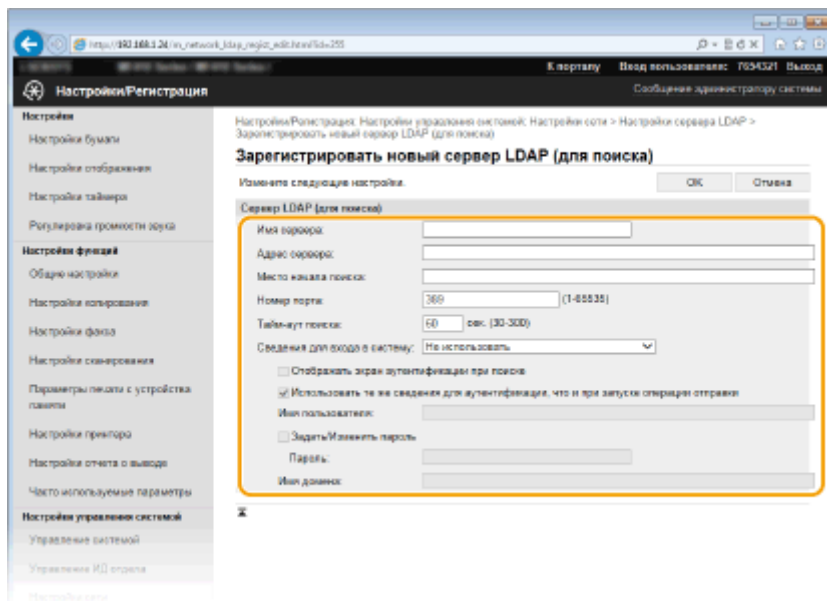 http://192.168.1.24/m_network_ldap_regist_edit.html?id=255
К порталу Вход пользователя: 7654321 Выход
Настройки/Регистрация
Сообщение администратору системы
Настройки
Настройки бумаги
Настройки отображения
Настройки таймера
Регулировка громкости звука
Настройки функций
Общие настройки
Настройки копирования
Настройки факса
Настройки сканирования
Параметры печати с устройства
памяти
Настройки принтера
Настройки отчета о выводе
Часто используемые параметры
Настройки управления системой
Управление системой
Управление ИД отдела
Настройки сети
Настройки/Регистрация: Настройки управления системой: Настройки сети > Настройки сервера LDAP >
Зарегистрировать новый сервер LDAP (для поиска)
Зарегистрировать новый сервер LDAP (для поиска)
Измените следующие настройки.
OK Отмена
Сервер LDAP (для поиска)
Имя сервера:
Адрес сервера:
Место начала поиска:
Номер порта: 389 (1-65535)
Тайм-аут поиска: 60 сек. (30-300)
Сведения для входа в систему: Не использовать
Отображать экран аутентификации при поиске
Использовать те же сведения для аутентификации, что и при запуске операции отправки
Имя пользователя:
Задать/Изменить пароль
Пароль:
Имя домена: